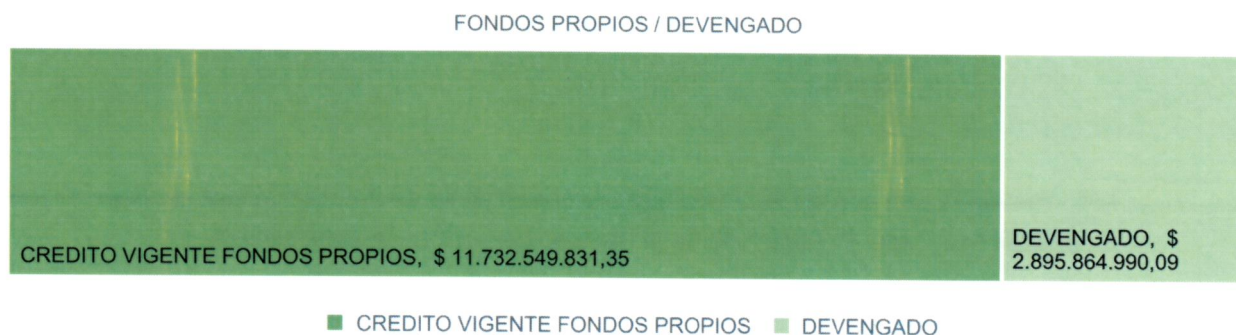 FONDOS PROPIOS / DEVENGADO
CREDITO VIGENTE FONDOS PROPIOS, $ 11.732.549.831,35
DEVENGADO, $
2.895.864.990,09
CREDITO VIGENTE FONDOS PROPIOS DEVENGADO